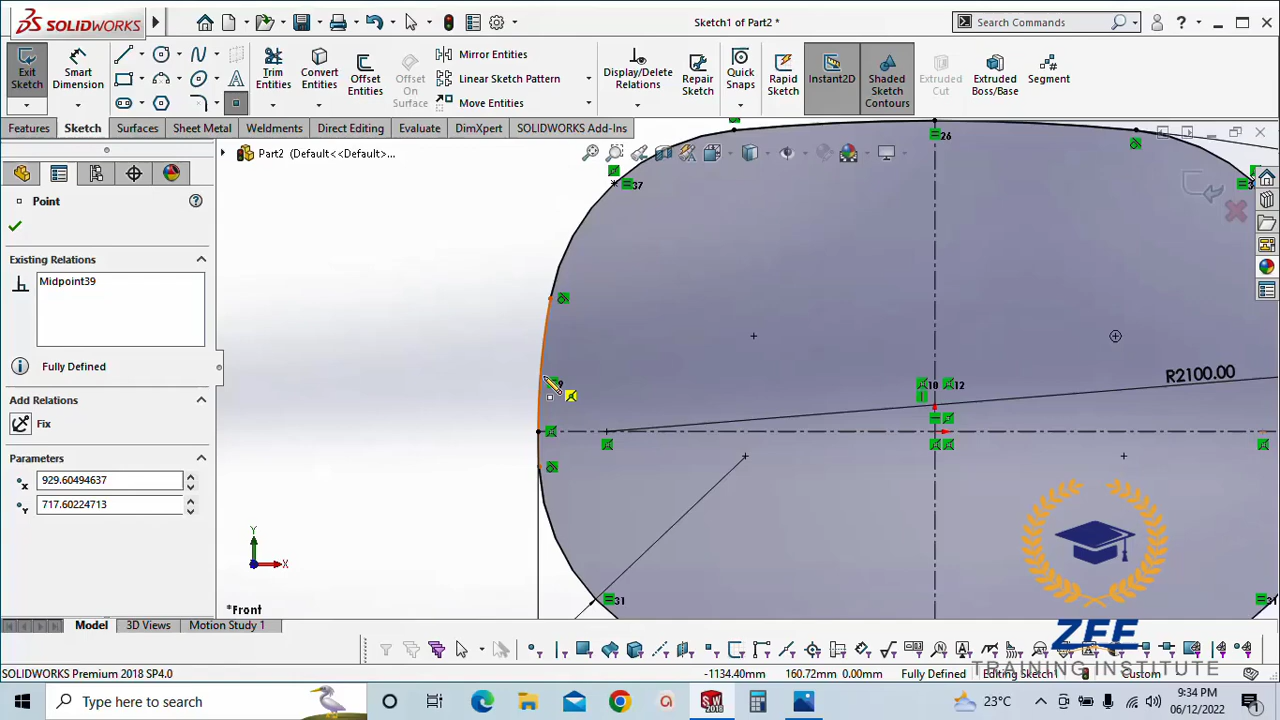 SOLIDWORKS
Sketch1 of Part2 *
Search Commands
Exit Sketch
Smart Dimension
Trim Entities
Convert Entities
Offset Entities
Offset On Surface
Mirror Entities
Linear Sketch Pattern
Move Entities
Display/Delete Relations
Repair Sketch
Quick Snaps
Rapid Sketch
Instant2D
Shaded Sketch Contours
Extruded Cut
Extruded Boss/Base
Segment
Features
Sketch
Surfaces
Sheet Metal
Weldments
Direct Editing
Evaluate
DimXpert
SOLIDWORKS Add-Ins
Part2 (Default<<Default>...
26
37
Point
Existing Relations
Midpoint39
Fully Defined
Add Relations
Fix
Parameters
929.60494637
717.60224713
10
12
R2100.00
31
Y
X
*Front
ZEE
TRAINING INSTITUTE
Model
3D Views
Motion Study 1
SOLIDWORKS Premium 2018 SP4.0
-1134.40mm
160.72mm
0.00mm
Fully Defined
Editing Sketch1
Custom
Type here to search
SW 2018
23°C
9:34 PM
06/12/2022